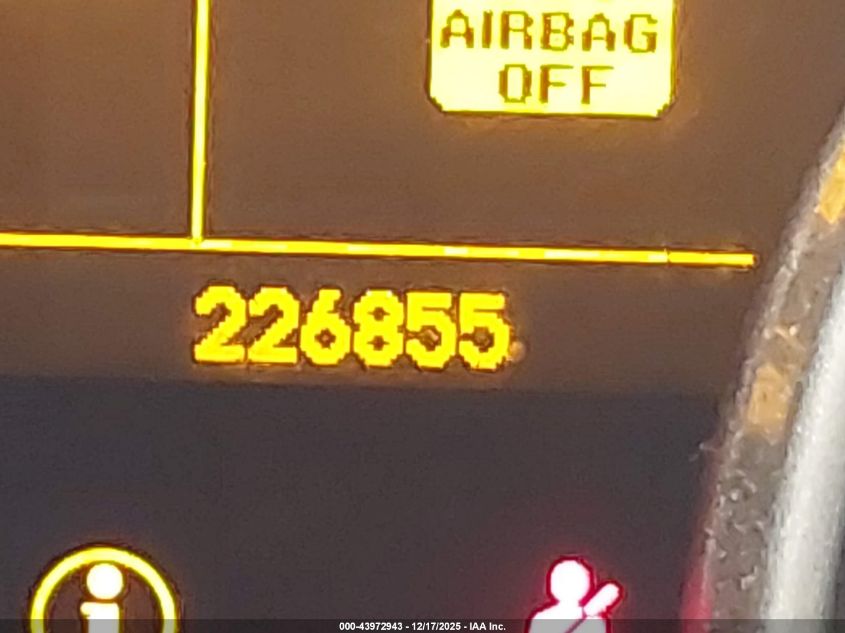 AIRBAG
OFF
226855
i
000-43972943 - 12/17/2025 - IAA Inc.